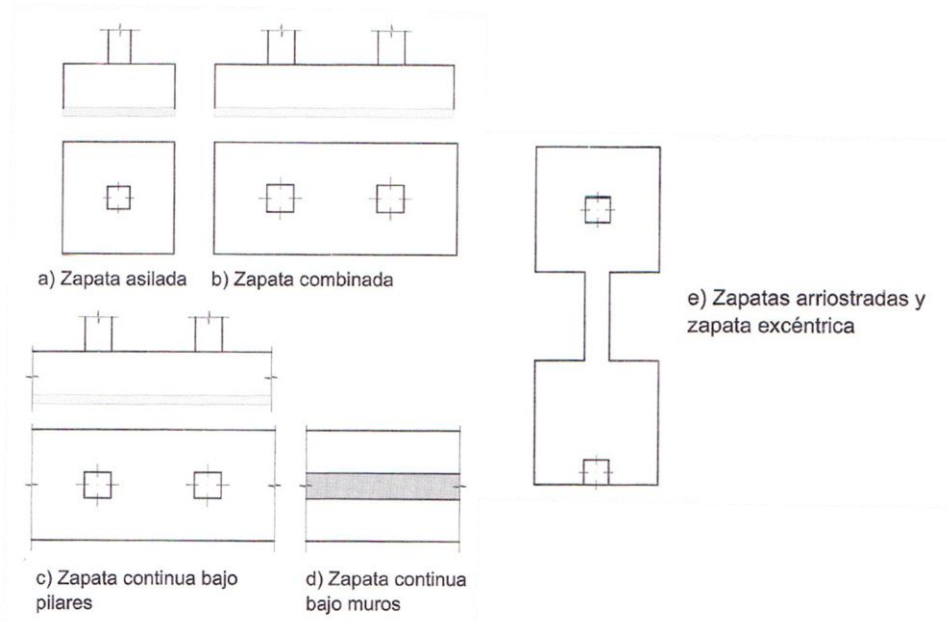 a) Zapata asilada
b) Zapata combinada
c) Zapata continua bajo
pilares
d) Zapata continua
bajo muros
e) Zapatas arriostradas y
zapata excéntrica